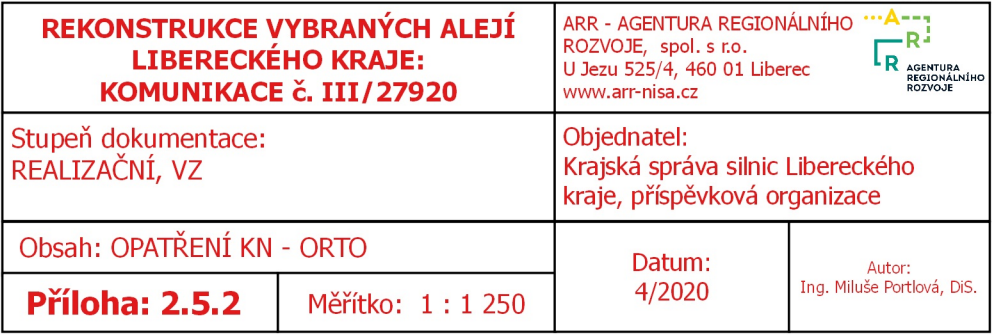 REKONSTRUKCE VYBRANÝCH ALEJÍ
LIBERECKÉHO KRAJE:
KOMUNIKACE č. III/27920
ARR - AGENTURA REGIONÁLNÍHO
ROZVOJE,  spol. s r.o.
U Jezu 525/4, 460 01 Liberec
www.arr-nisa.cz
A
R
R
AGENTURA
REGIONÁLNÍHO
ROZVOJE
Stupeň dokumentace:
REALIZAČNÍ, VZ
Objednatel:
Krajská správa silnic Libereckého
kraje, příspěvková organizace
Obsah: OPATŘENÍ KN - ORTO
Příloha: 2.5.2
Měřítko:  1 : 1 250
Datum:
4/2020
Autor:
Ing. Miluše Portlová, DiS.